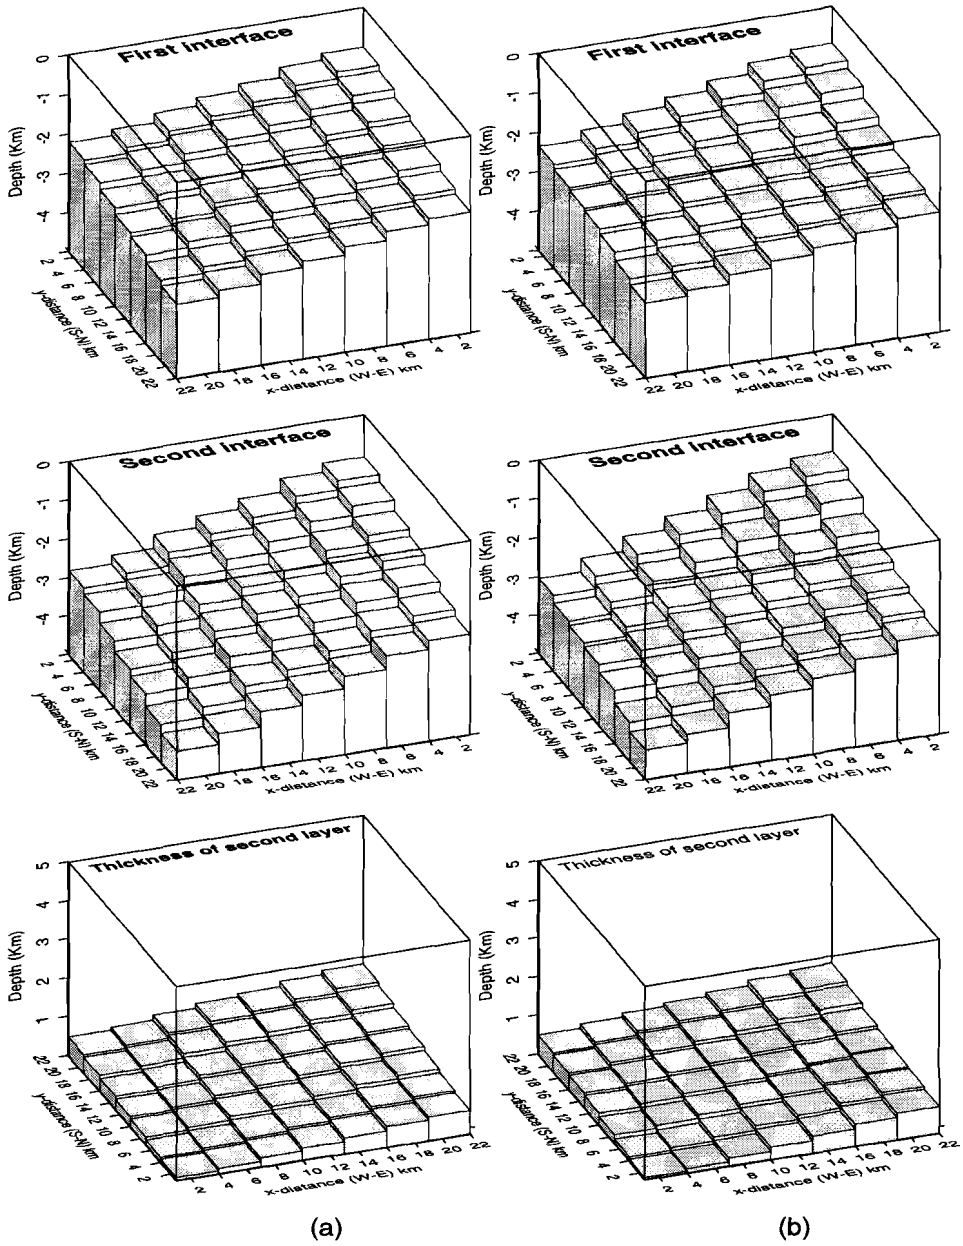 First interface
0
-1
-2
-3
-4
Depth (Km)
2 4 6 8 10 12 14 16 18 20 22
y-distance (S-N) km
22 20 18 16 14 12 10 8 6 4 2
x-distance (W-E) km
First interface
0
-1
-2
-3
-4
Depth (Km)
2 4 6 8 10 12 14 16 18 20 22
y-distance (S-N) km
22 20 18 16 14 12 10 8 6 4 2
x-distance (W-E) km
Second interface
0
-1
-2
-3
-4
Depth (Km)
2 4 6 8 10 12 14 16 18 20 22
y-distance (S-N) km
22 20 18 16 14 12 10 8 6 4 2
x-distance (W-E) km
Second interface
0
-1
-2
-3
-4
Depth (Km)
2 4 6 8 10 12 14 16 18 20 22
y-distance (S-N) km
22 20 18 16 14 12 10 8 6 4 2
x-distance (W-E) km
Thickness of second layer
5
4
3
2
1
Depth (Km)
22 20 18 16 14 12 10 8 6 4 2
y-distance (S-N) km
2 4 6 8 10 12 14 16 18 20 22
x-distance (W-E) km
Thickness of second layer
5
4
3
2
1
Depth (Km)
22 20 18 16 14 12 10 8 6 4 2
y-distance (S-N) km
2 4 6 8 10 12 14 16 18 20 22
x-distance (W-E) km
(a)
(b)